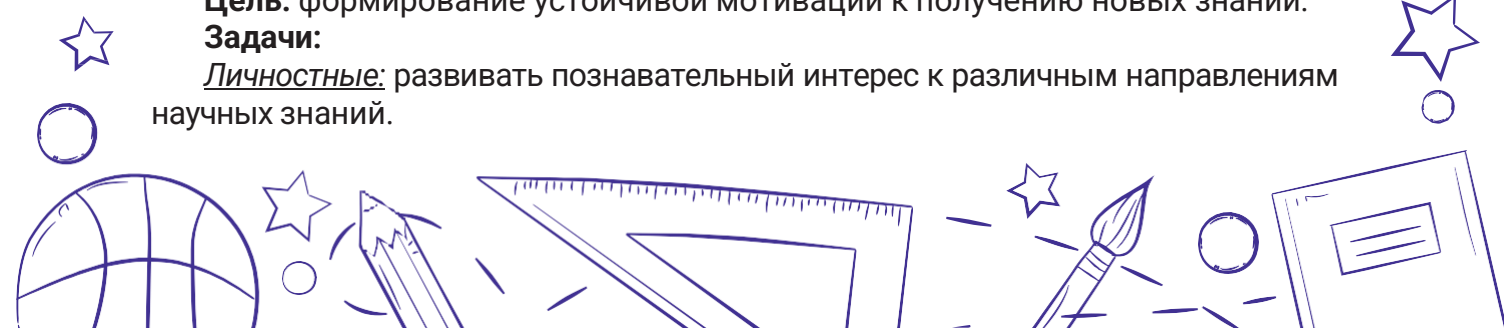 Цель: формирование устойчивой мотивации к получению новых знаний.
Задачи:
Личностные: развивать познавательный интерес к различным направлениям
научных знаний.